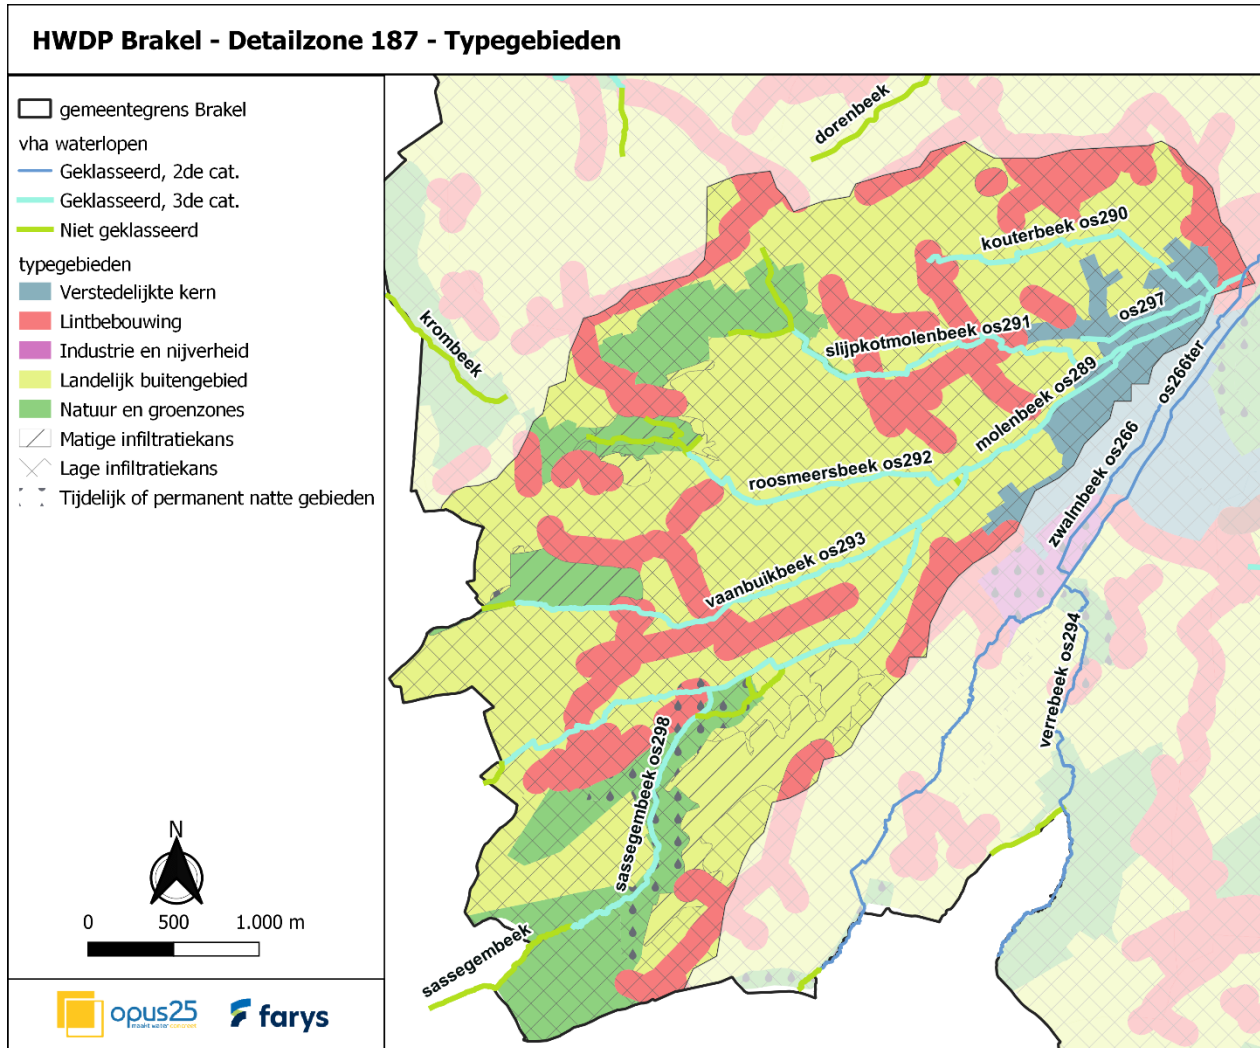 HWDP Brakel - Detailzone 187 - Typegebieden
gemeentegrens Brakel
vha waterlopen
Geklasseerd, 2de cat.
Geklasseerd, 3de cat.
Niet geklasseerd
typegebieden
Verstedelijkte kern
Lintbebouwing
Industrie en nijverheid
Landelijk buitengebied
Natuur en groenzones
Matige infiltratiekans
Lage infiltratiekans
Tijdelijk of permanent natte gebieden
N
0 500 1.000 m
opus25
maakt water concreet
farys
dorenbeek
kouterbeek os290
krombeek
os297
slijpkotmolenbeek os291
os266ter
molenbeek os289
roosmeersbeek os292
zwalmbeek os266
vaanbuikbeek os293
verrebeek os294
sassegembeek os298
sassegembeek